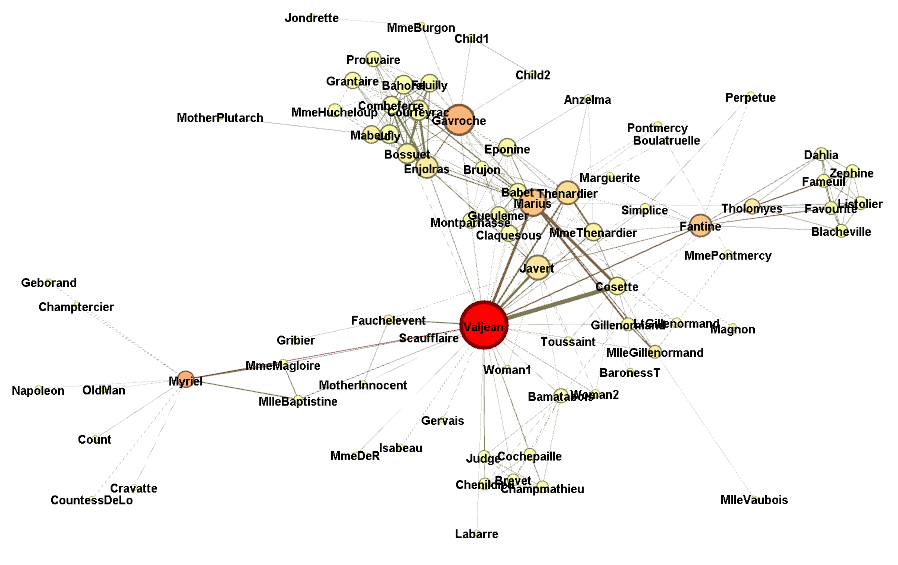 Jondrette
MmeBurgon
Child1
Prouvaire
Child2
Grantaire
Bahorel
Feuilly
Anzelma
Perpetue
Combeferre
MmeHucheloup
Courfeyrac
MotherPlutarch
Gavroche
Pontmercy
Mabeuf
Joly
Boulatruelle
Eponine
Bossuet
Dahlia
Enjolras
Brujon
Zephine
Marguerite
Fameuil
Babet
Thenardier
Marius
Simplice
Tholomyes
Favourite
Listolier
Gueulemer
Montparnasse
Fantine
Claquesous
MmeThenardier
Blacheville
MmePontmercy
Javert
Geborand
Cosette
Champtercier
Fauchelevent
Valjean
Gillenormand
LtGillenormand
Magnon
Gribier
Scaufflaire
Toussaint
MlleGillenormand
MmeMagloire
Woman1
BaronessT
Myriel
MotherInnocent
Napoleon
OldMan
MlleBaptistine
Bamatabois
Woman2
Gervais
Count
Isabeau
MmeDeR
Judge
Cochepaille
Chenildieu
Brevet
Champmathieu
Cravatte
CountessDeLo
MlleVaubois
Labarre